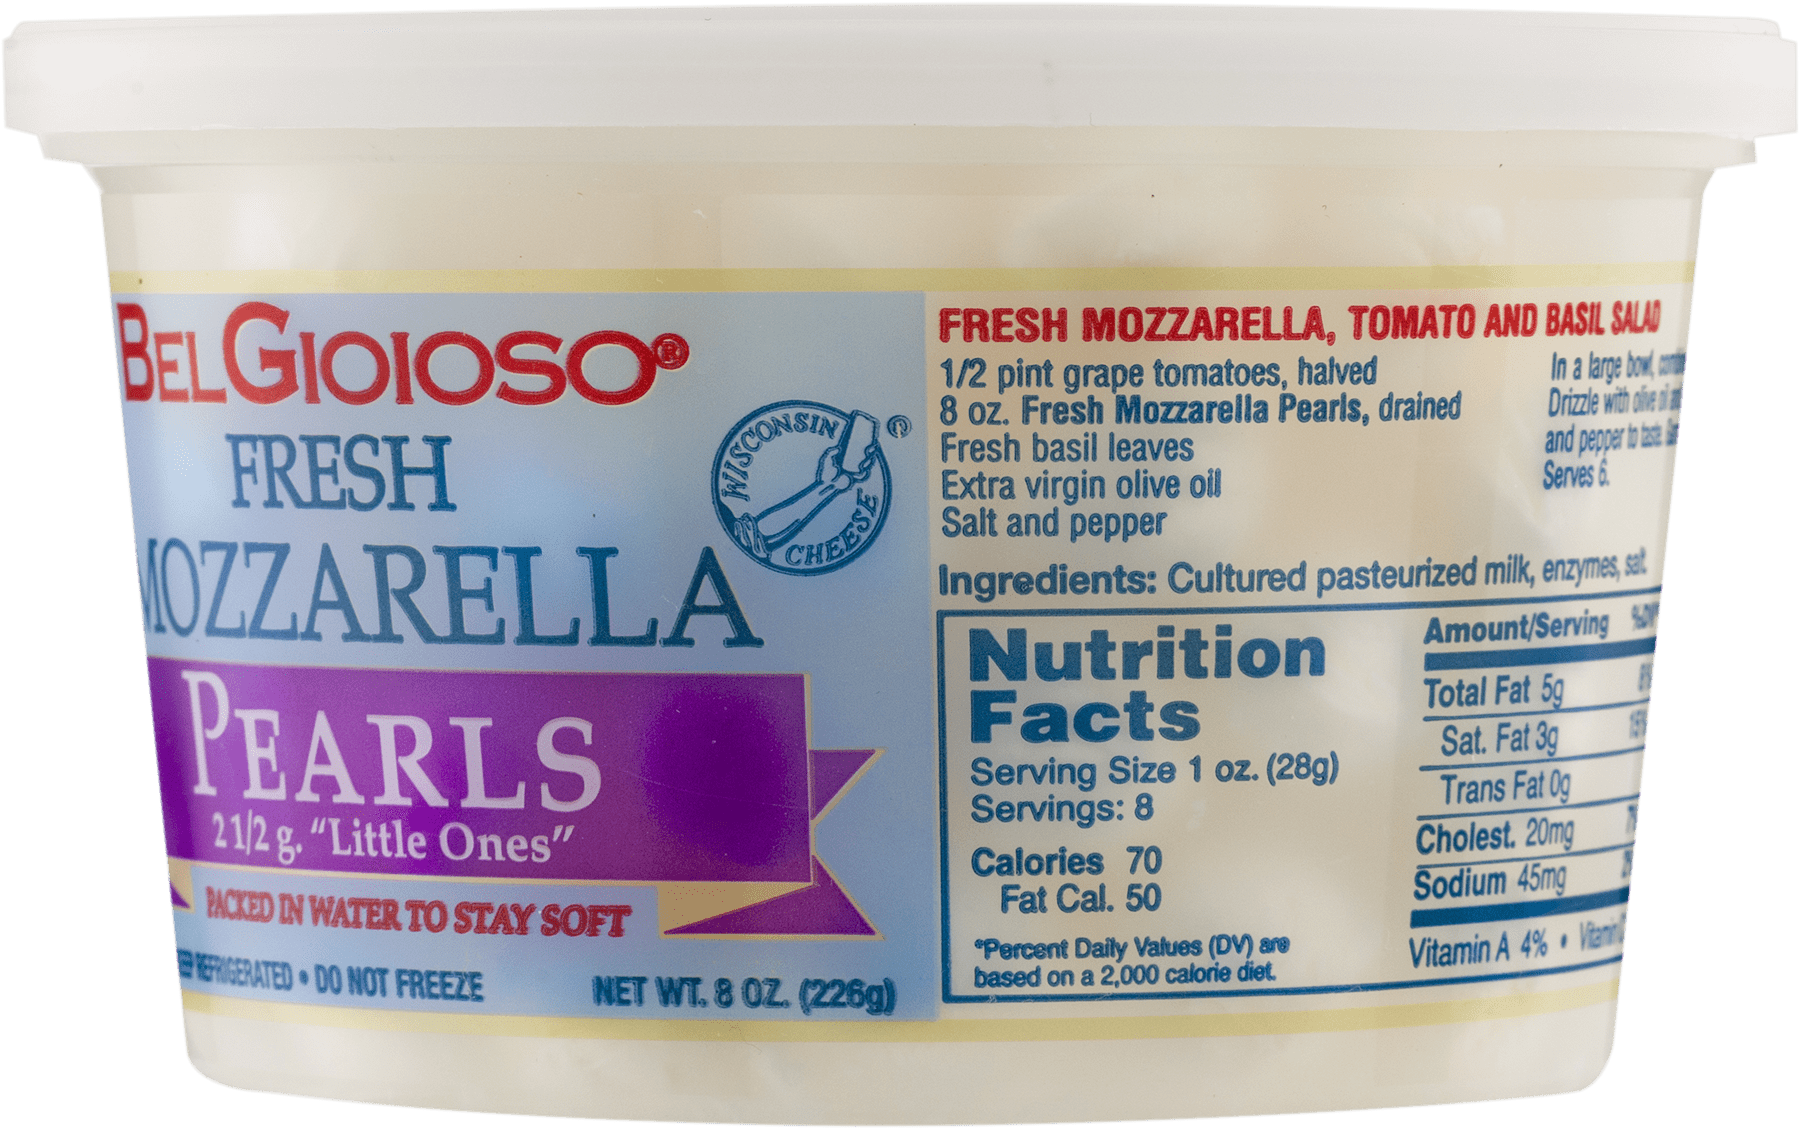 BELGIOIOSO®
FRESH
MOZZARELLA
PEARLS
2 1/2 g. “Little Ones”
PACKED IN WATER TO STAY SOFT
REFRIGERATED • DO NOT FREEZE
NET WT. 8 OZ. (226g)
WISCONSIN
CHEESE
©
FRESH MOZZARELLA, TOMATO AND BASIL SALAD
1/2 pint grape tomatoes, halved
8 oz. Fresh Mozzarella Pearls, drained
Fresh basil leaves
Extra virgin olive oil
Salt and pepper
In a large bowl,
Drizzle with olive oil
and pepper to taste.
Serves 6.
Ingredients: Cultured pasteurized milk, enzymes, salt.
Nutrition
Facts
Serving Size 1 oz. (28g)
Servings: 8
Calories 70
Fat Cal. 50
*Percent Daily Values (DV) are
based on a 2,000 calorie diet.
Amount/Serving %DV*
Total Fat 5g
Sat. Fat 3g
Trans Fat 0g
Cholest. 20mg
Sodium 45mg
Vitamin A 4% • Vitamin